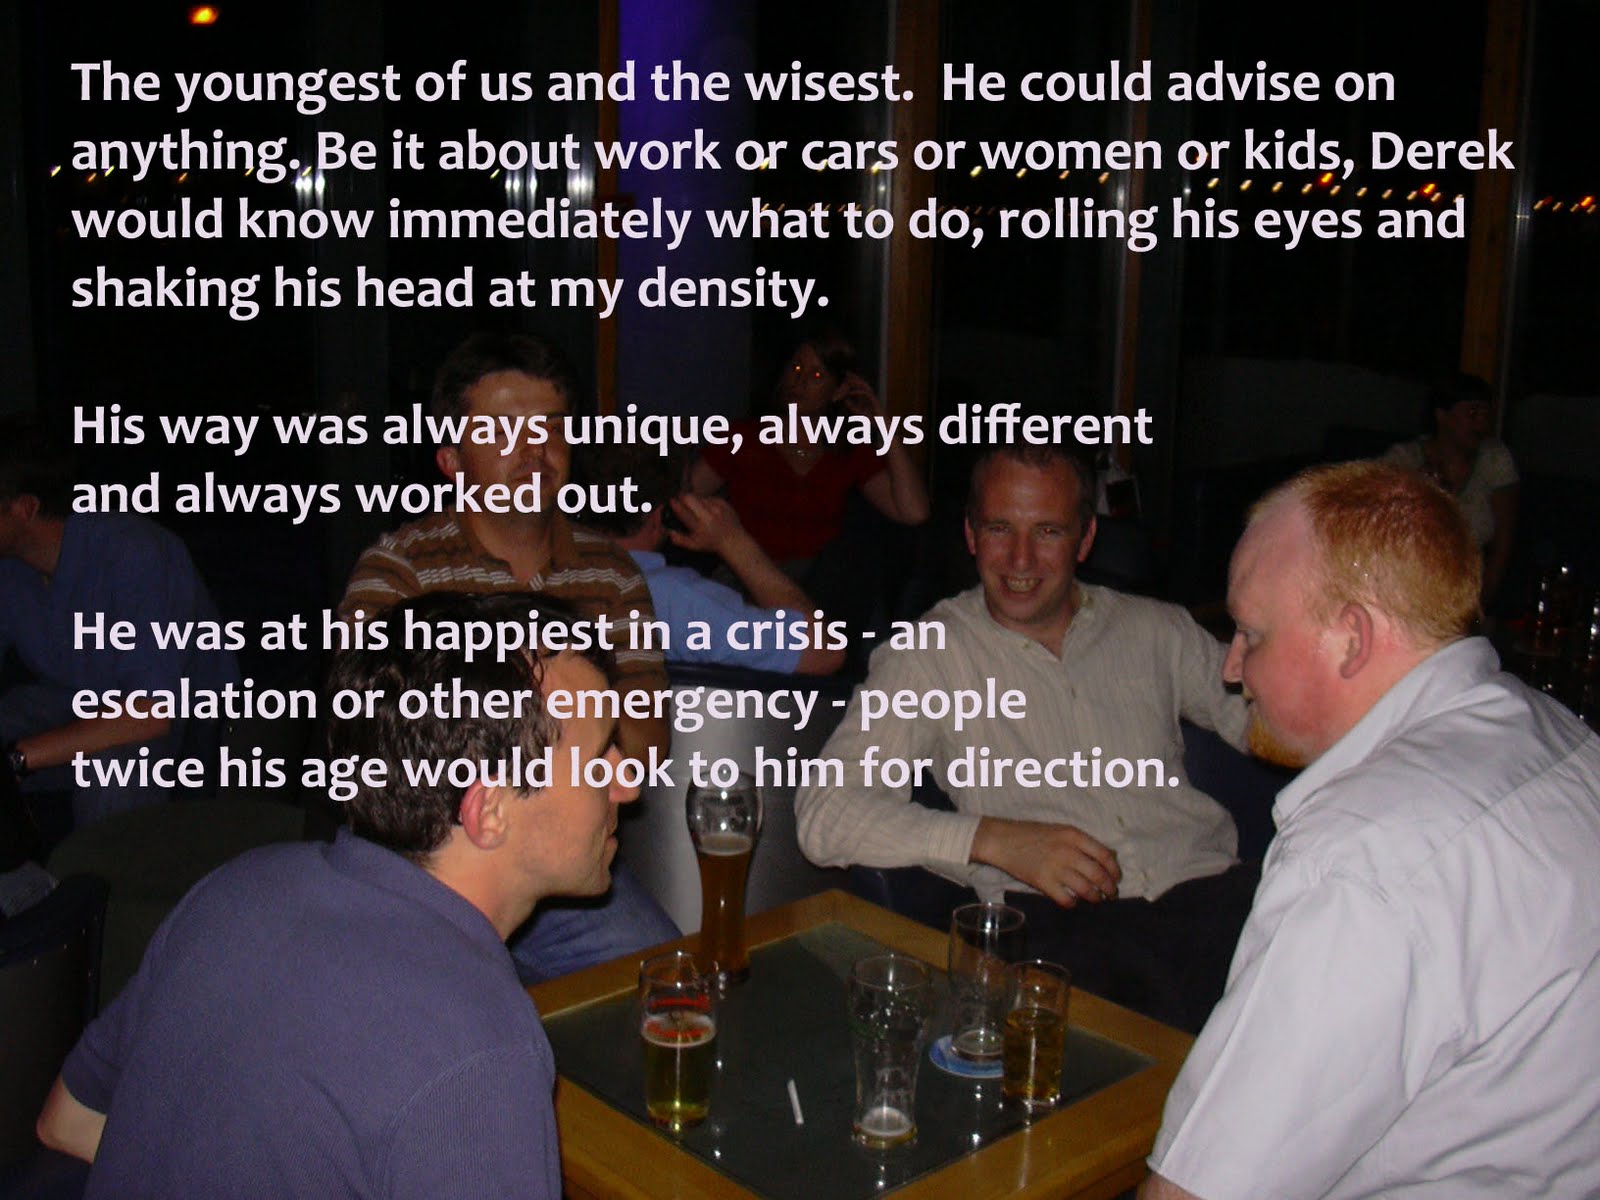 The youngest of us and the wisest.  He could advise on
anything. Be it about work or cars or women or kids, Derek
would know immediately what to do, rolling his eyes and
shaking his head at my density.
His way was always unique, always different
and always worked out.
He was at his happiest in a crisis - an
escalation or other emergency - people
twice his age would look to him for direction.